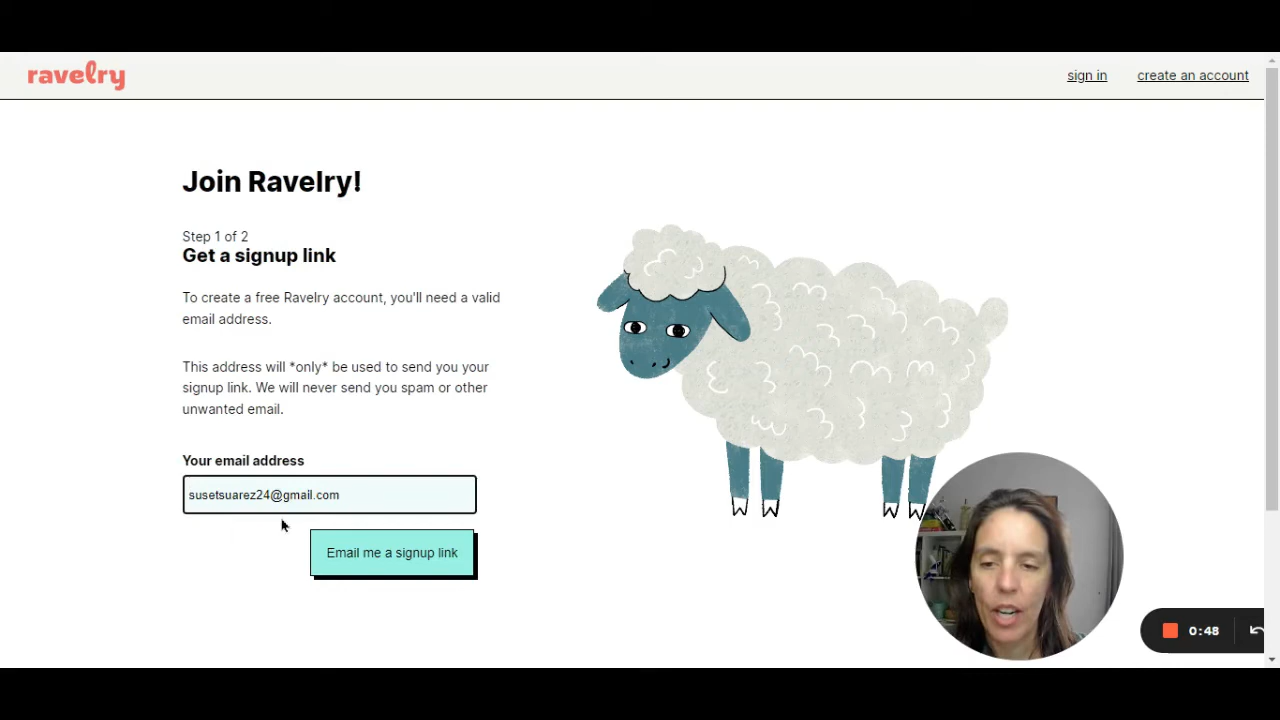 ravelry
sign in
create an account
Join Ravelry!
Step 1 of 2
Get a signup link
To create a free Ravelry account, you'll need a valid
email address.
This address will *only* be used to send you your
signup link. We will never send you spam or other
unwanted email.
Your email address
susetsuarez24@gmail.com
Email me a signup link
0:48